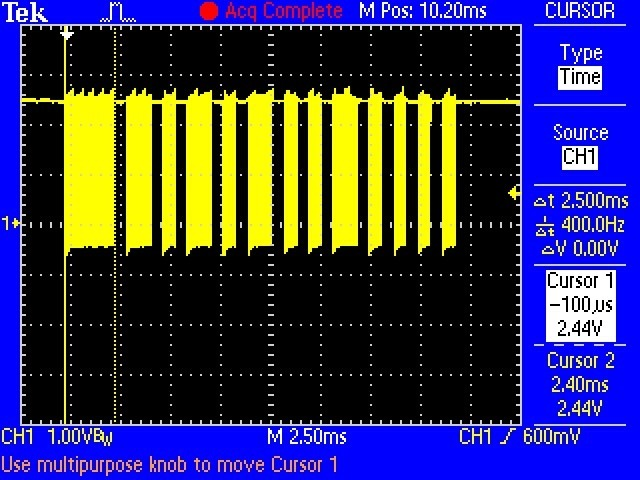 Tek Acq Complete M Pos: 10.20ms CURSOR
Type
Time
Source
CH1
Δt 2.500ms
1/Δt 400.0Hz
ΔV 0.00V
1
Cursor 1
-100µs
2.44V
Cursor 2
2.40ms
2.44V
CH1 1.00VBW M 2.50ms CH1 600mV
Use multipurpose knob to move Cursor 1